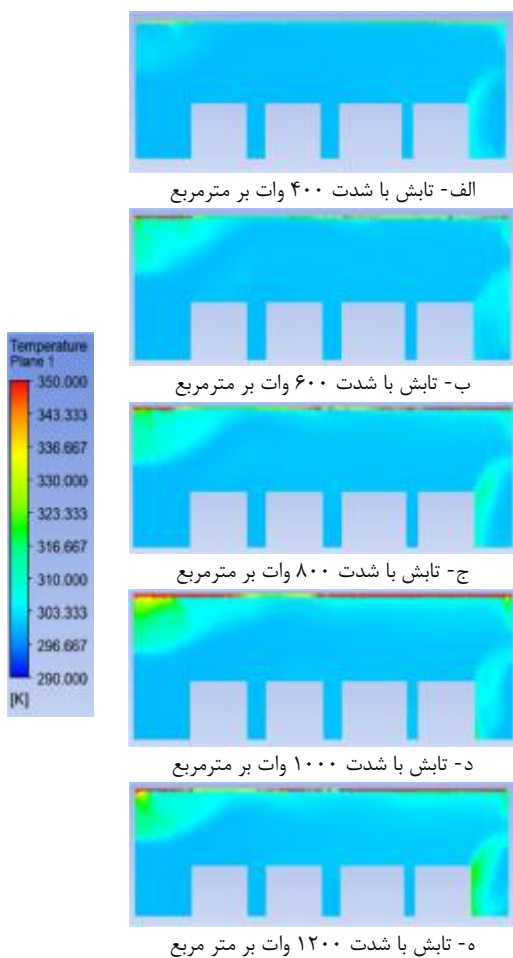 الف- تابش با شدت ۴۰۰ وات بر مترمربع
ب- تابش با شدت ۶۰۰ وات بر مترمربع
Temperature
Plane 1
350.000
343.333
336.667
330.000
323.333
316.667
310.000
303.333
296.667
290.000
[K]
ج- تابش با شدت ۸۰۰ وات بر مترمربع
د- تابش با شدت ۱۰۰۰ وات بر مترمربع
ه- تابش با شدت ۱۲۰۰ وات بر متر مربع